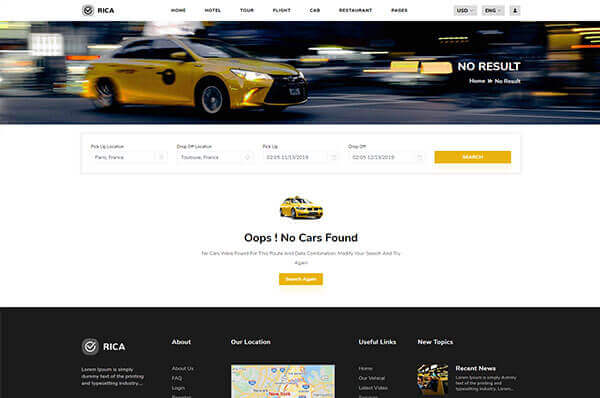 RICA
HOME HOTEL TOUR FLIGHT CAB RESTAURANT PAGES
USD ENG
NO RESULT
Home » No Result
Pick Up Location Drop Off Location Pick Up Drop Off
Paris, France Toulouse, France 02:05 11/13/2019 02:05 12/13/2019 SEARCH
Oops ! No Cars Found
No Cars Were Found For This Route And Date Combination. Modify Your Search And Try
Again
Search Again
RICA
Lorem Ipsum is simply
dummy text of the printing
and typesetting industry....
About
About Us
FAQ
Login
Register
Our Location
New York
Useful Links
Home
Our Vehical
Latest Video
Services
New Topics
Recent News
Lorem Ipsum is simply dummy
text of the printing and
typesetting industry. Lorem...